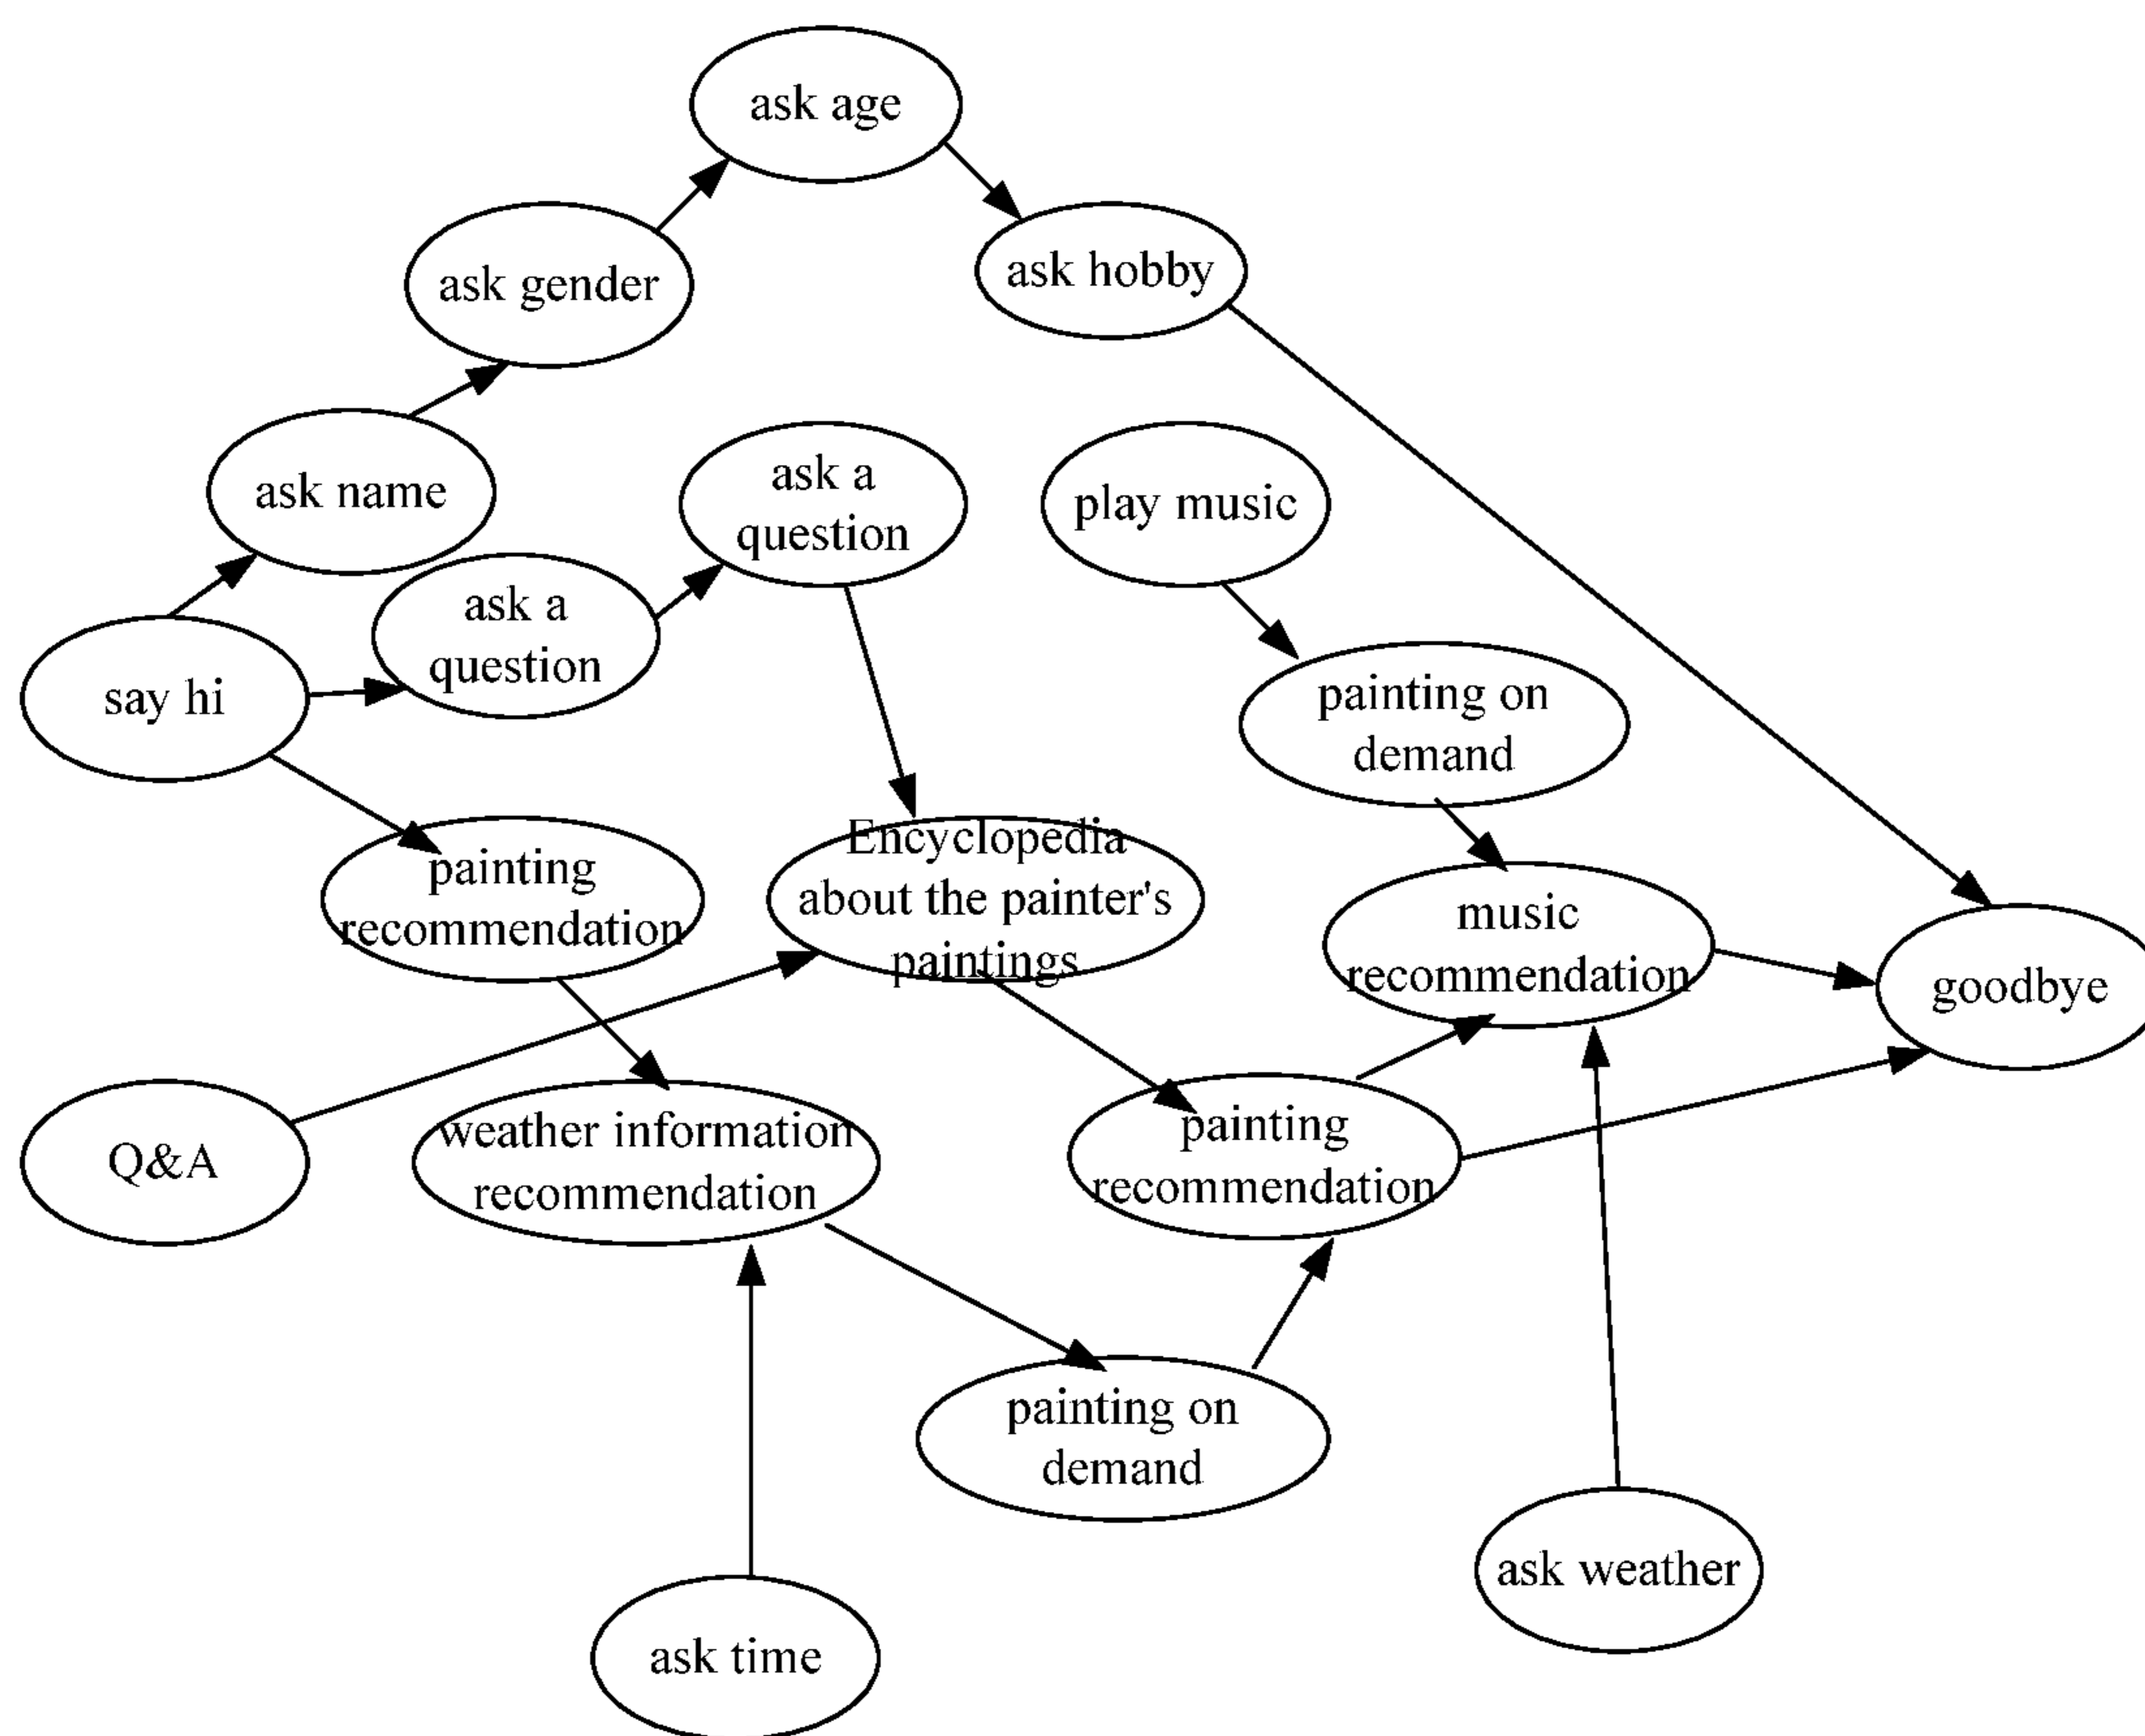 ask age
ask gender
ask hobby
ask name
ask a
question
play music
ask a
question
say hi
painting on
demand
painting
recommendation
Encyclopedia
about the painter's
paintings
music
recommendation
goodbye
Q&A
weather information
recommendation
painting
recommendation
painting on
demand
ask weather
ask time